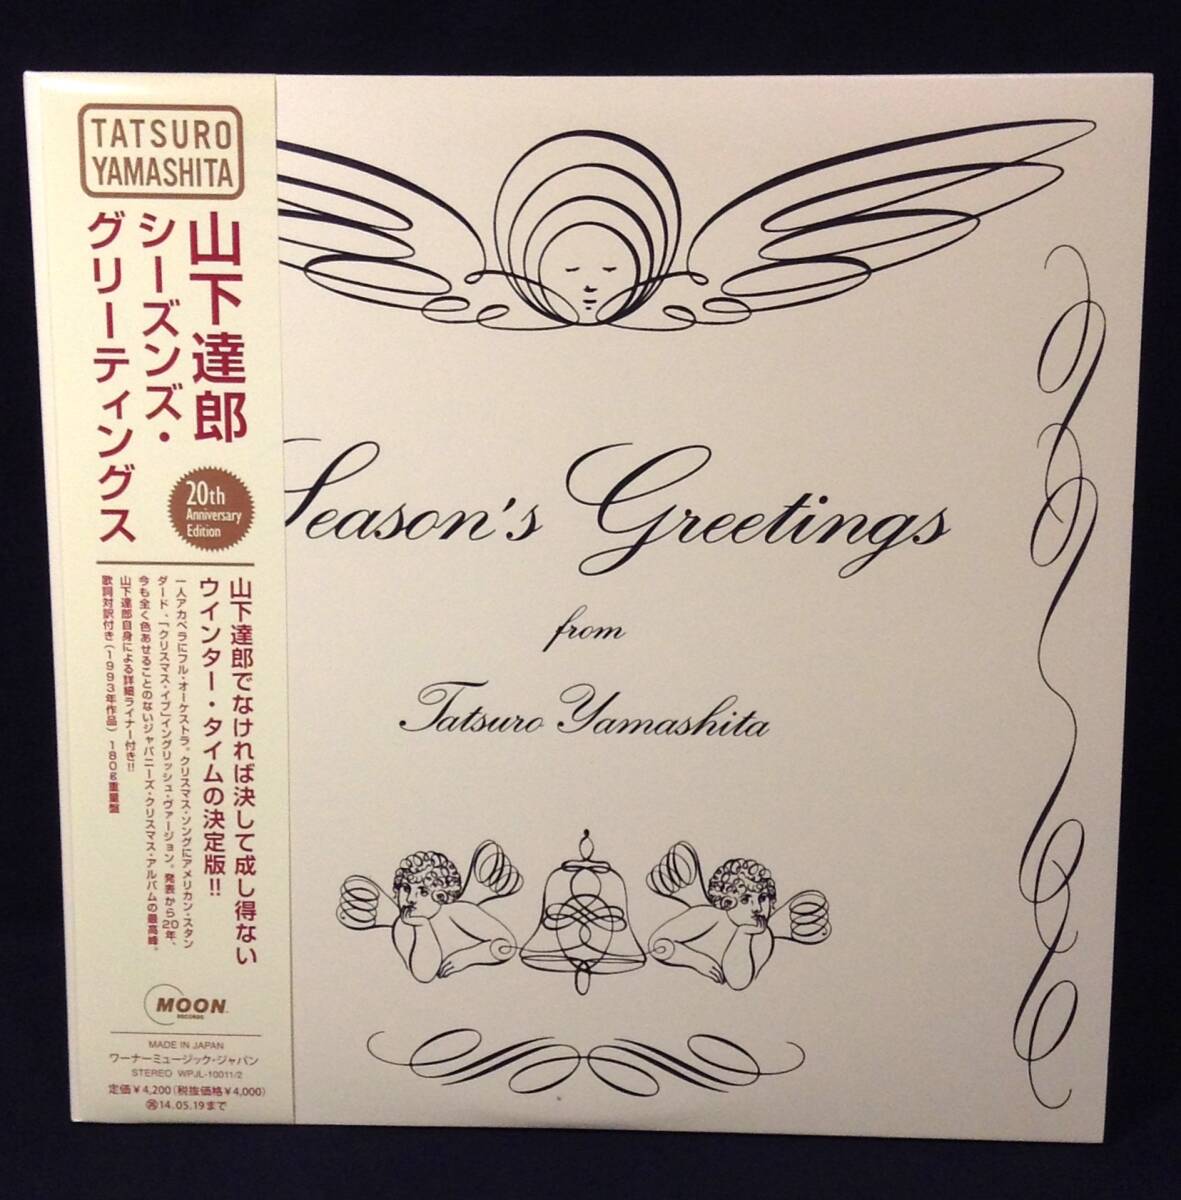 TATSURO
YAMASHITA
山下達郎
シーズンズ・
グリーティングス
20th
Anniversary
Edition
山下達郎でなければ決して成し得ない
ウインター・タイムの決定版!!
一人アカペラにフル・オーケストラ。クリスマス・ソングにアメリカン・スタン
ダード、「クリスマス・イブ」イングリッシュ・ヴァージョン。発表から20年、
今も全く色あせることのないジャパニーズ・クリスマス・アルバムの最高峰。
山下達郎自身による詳細ライナー付き!!
歌詞対訳付き(1993年作品) 180g重量盤
MOON
RECORDS
MADE IN JAPAN
ワーナーミュージック・ジャパン
STEREO WPJL-10011/2
定価¥4,200(税抜価格¥4,000)
㋐14.05.19まで
Season's Greetings
from
Tatsuro Yamashita